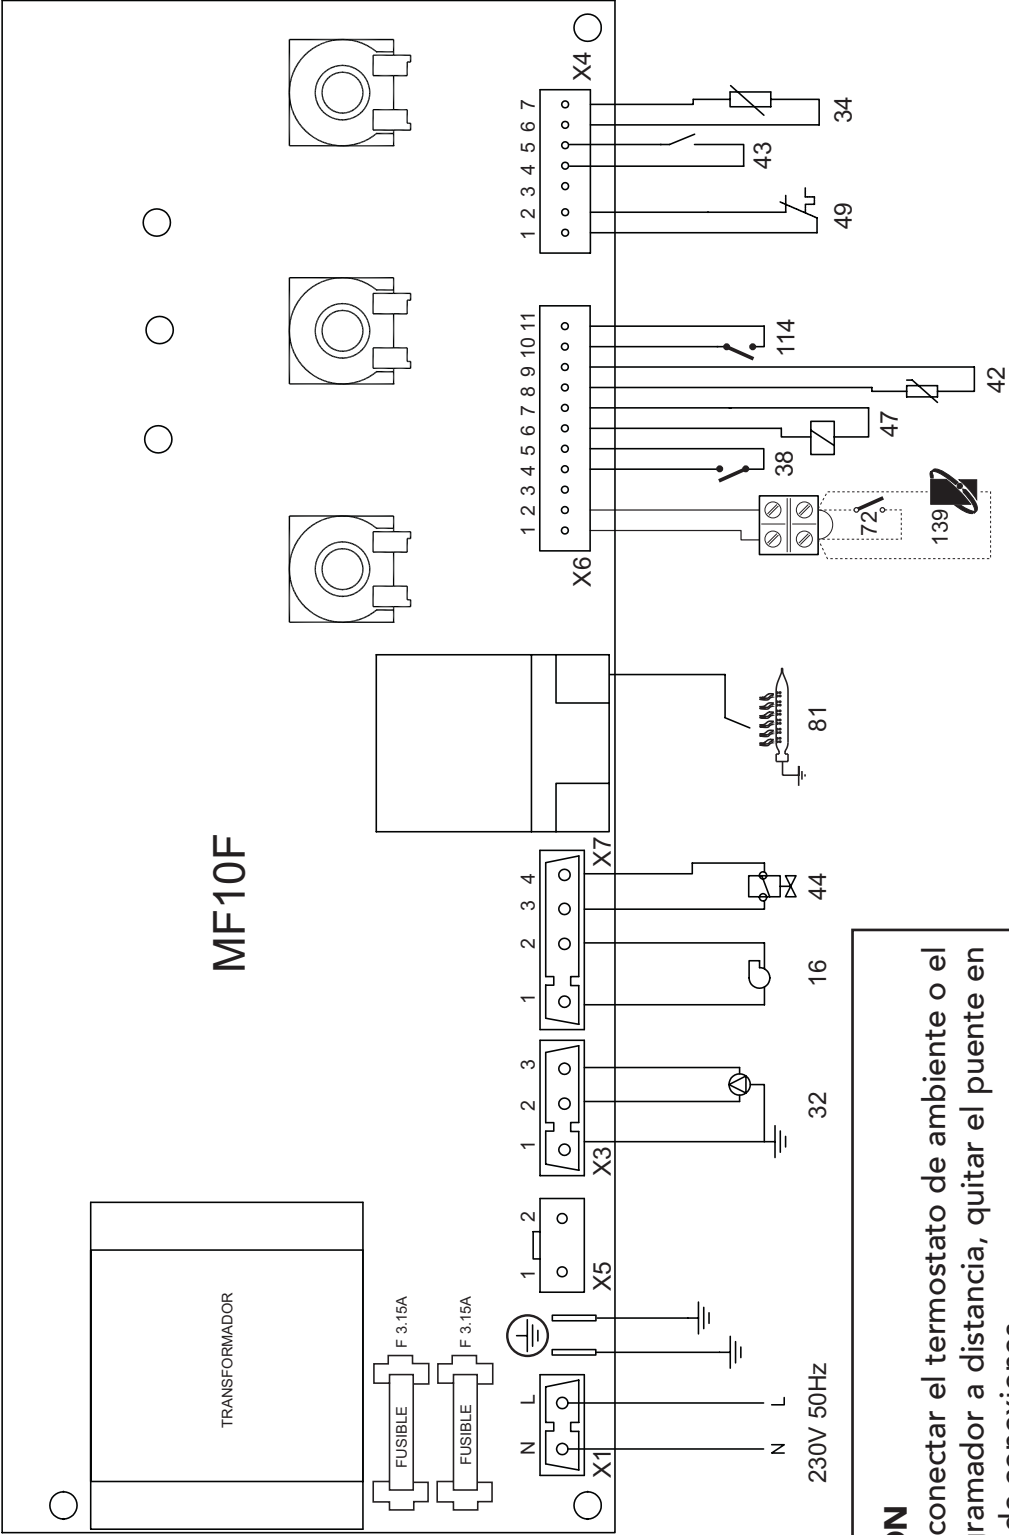 MF10F
TRANSFORMADOR
FUSIBLE F 3.15A
FUSIBLE F 3.15A
N L
1 2
1 2 3
1 2 3 4
1 2 3 4 5 6 7 8 9 10 11
1 2 3 4 5 6 7
X1
X5
X3
X7
X6
X4
N L
230V 50Hz
32
16
44
81
72
139
38
47
42
114
49
43
34
ÓN
conectar el termostato de ambiente o el
ramador a distancia, quitar el puente en
de conexiones